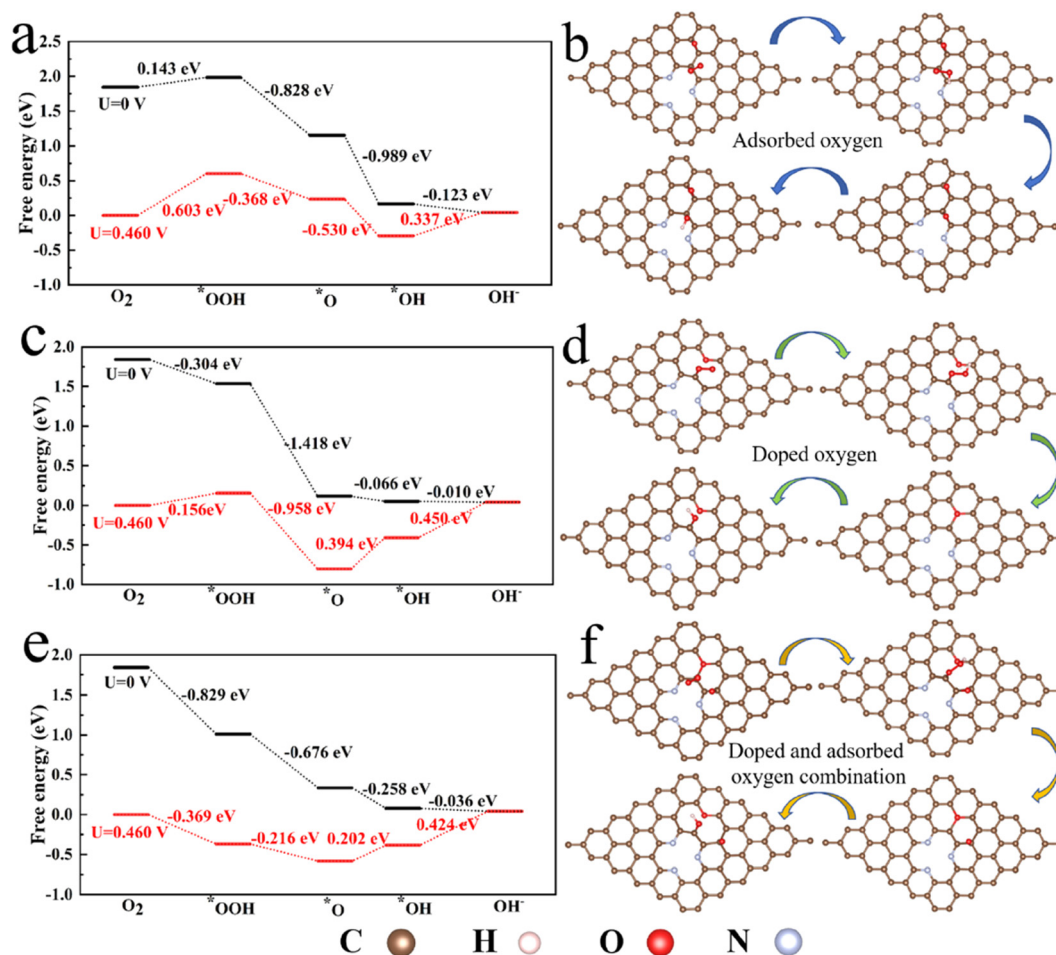 a
Free energy (eV)
2.5
2.0
1.5
1.0
0.5
0.0
-0.5
-1.0
0.143 eV
U=0 V
-0.828 eV
-0.989 eV
-0.123 eV
0.603 eV
-0.368 eV
-0.530 eV
0.337 eV
U=0.460 V
O2
*OOH
*O
*OH
OH-
b
Adsorbed oxygen
c
Free energy (eV)
2.0
1.5
1.0
0.5
0.0
-0.5
-1.0
-0.304 eV
U=0 V
-1.418 eV
-0.066 eV
-0.010 eV
U=0.460 V
0.156eV
-0.958 eV
0.394 eV
0.450 eV
O2
*OOH
*O
*OH
OH-
d
Doped oxygen
e
Free energy (eV)
2.0
1.5
1.0
0.5
0.0
-0.5
-1.0
U=0 V
-0.829 eV
-0.676 eV
-0.258 eV
-0.036 eV
-0.369 eV
U=0.460 V
-0.216 eV
0.202 eV
0.424 eV
O2
*OOH
*O
*OH
OH-
f
Doped and adsorbed
oxygen combination
C H O N